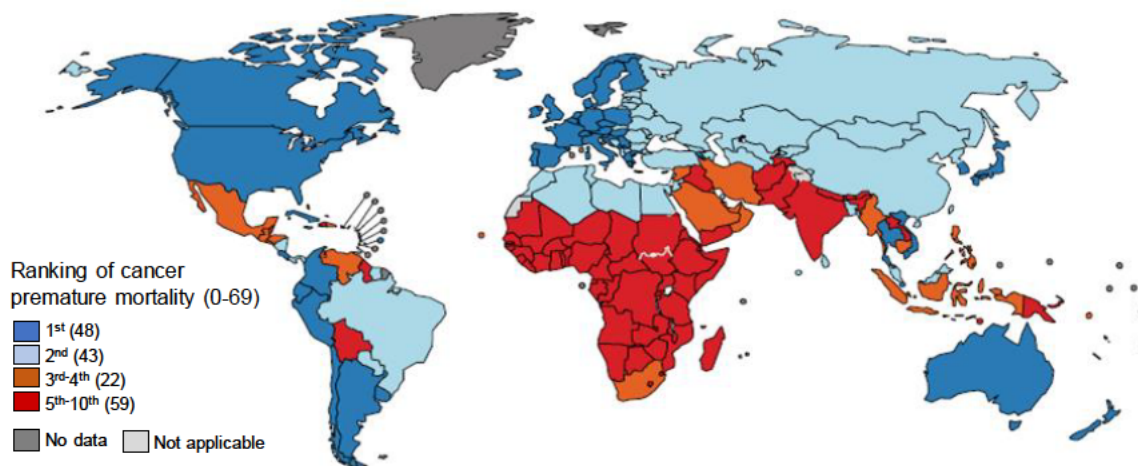 Ranking of cancer
premature mortality (0-69)
1st (48)
2nd (43)
3rd-4th (22)
5th-10th (59)
No data
Not applicable